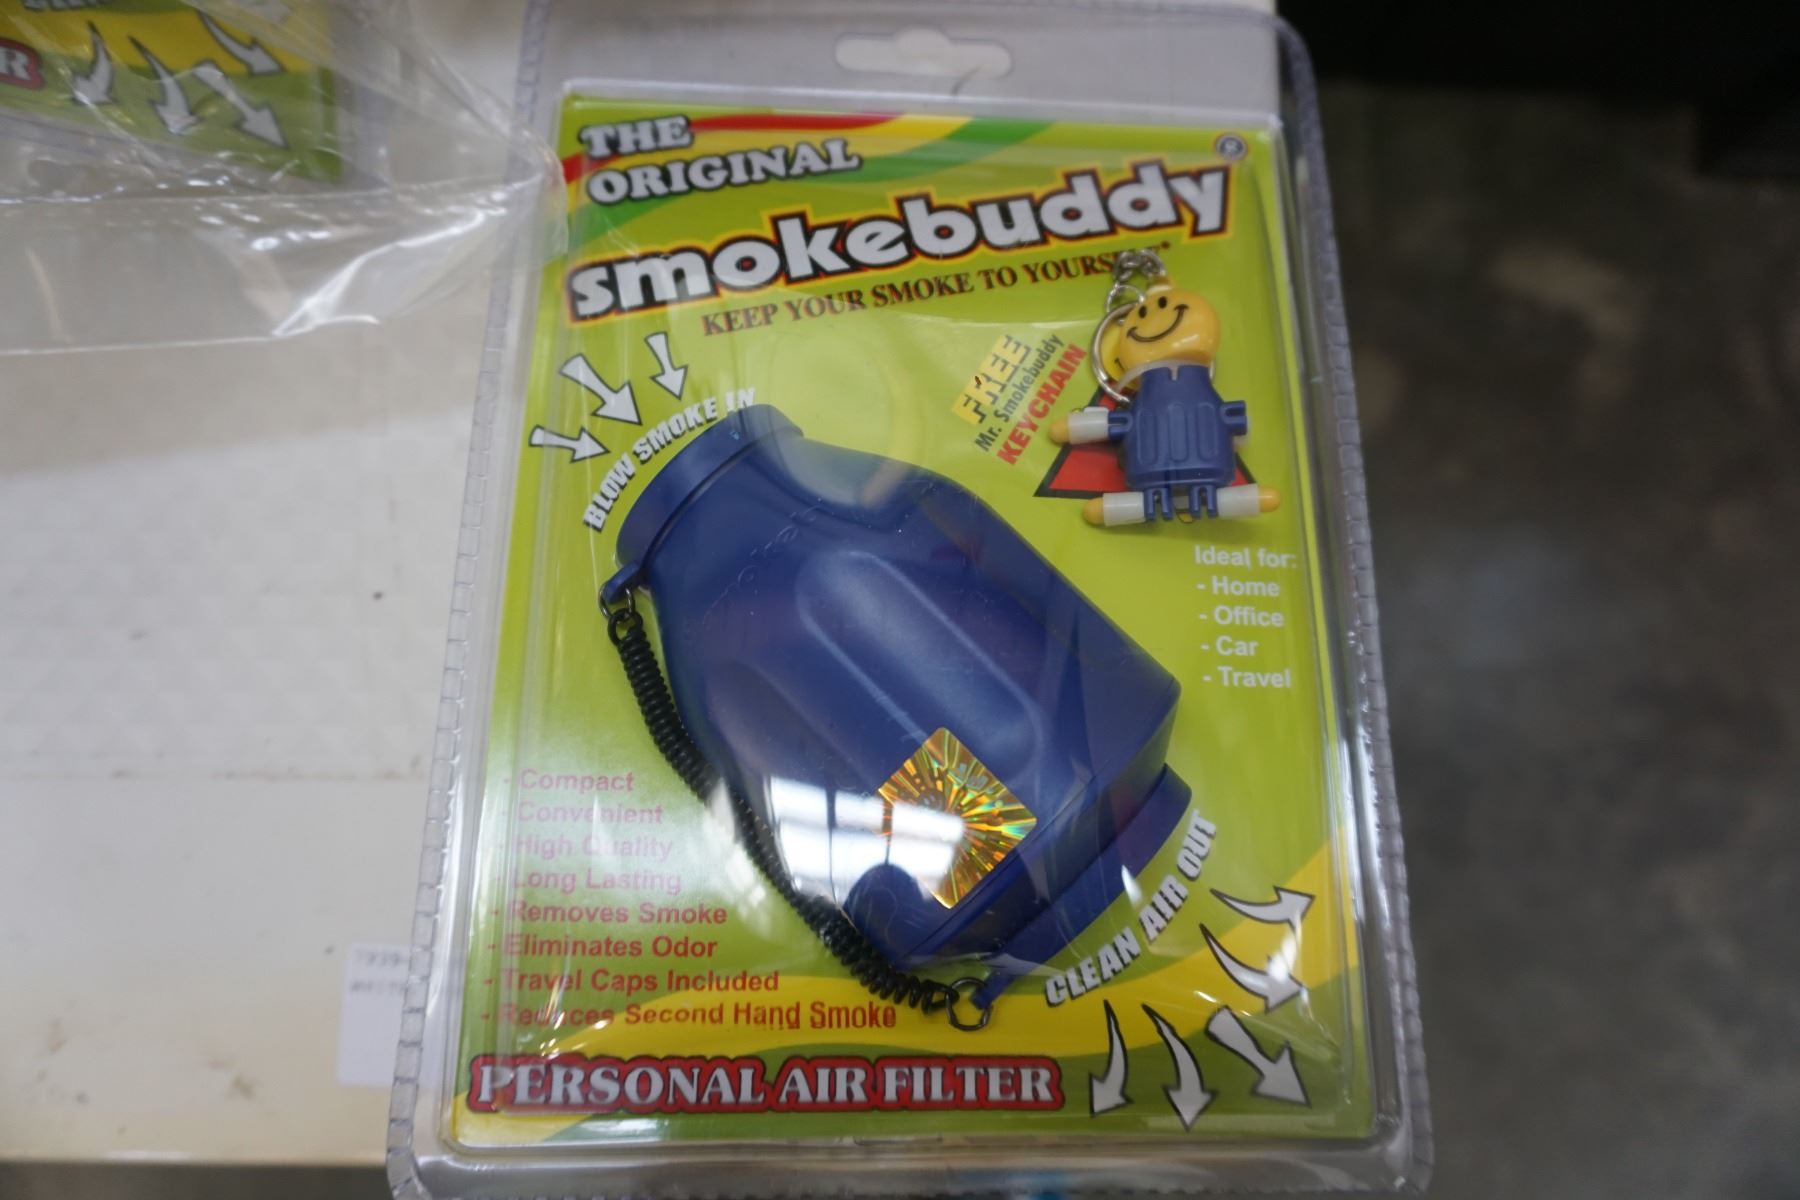 THE
ORIGINAL
smokebuddy
KEEP YOUR SMOKE TO YOURSELF
FREE
Mr. Smokebuddy
KEYCHAIN
BLOW SMOKE IN
Ideal for:
- Home
- Office
- Car
- Travel
- Compact
- Convenient
- High Quality
- Long Lasting
- Removes Smoke
- Eliminates Odor
- Travel Caps Included
- Reduces Second Hand Smoke
CLEAN AIR OUT
PERSONAL AIR FILTER
R